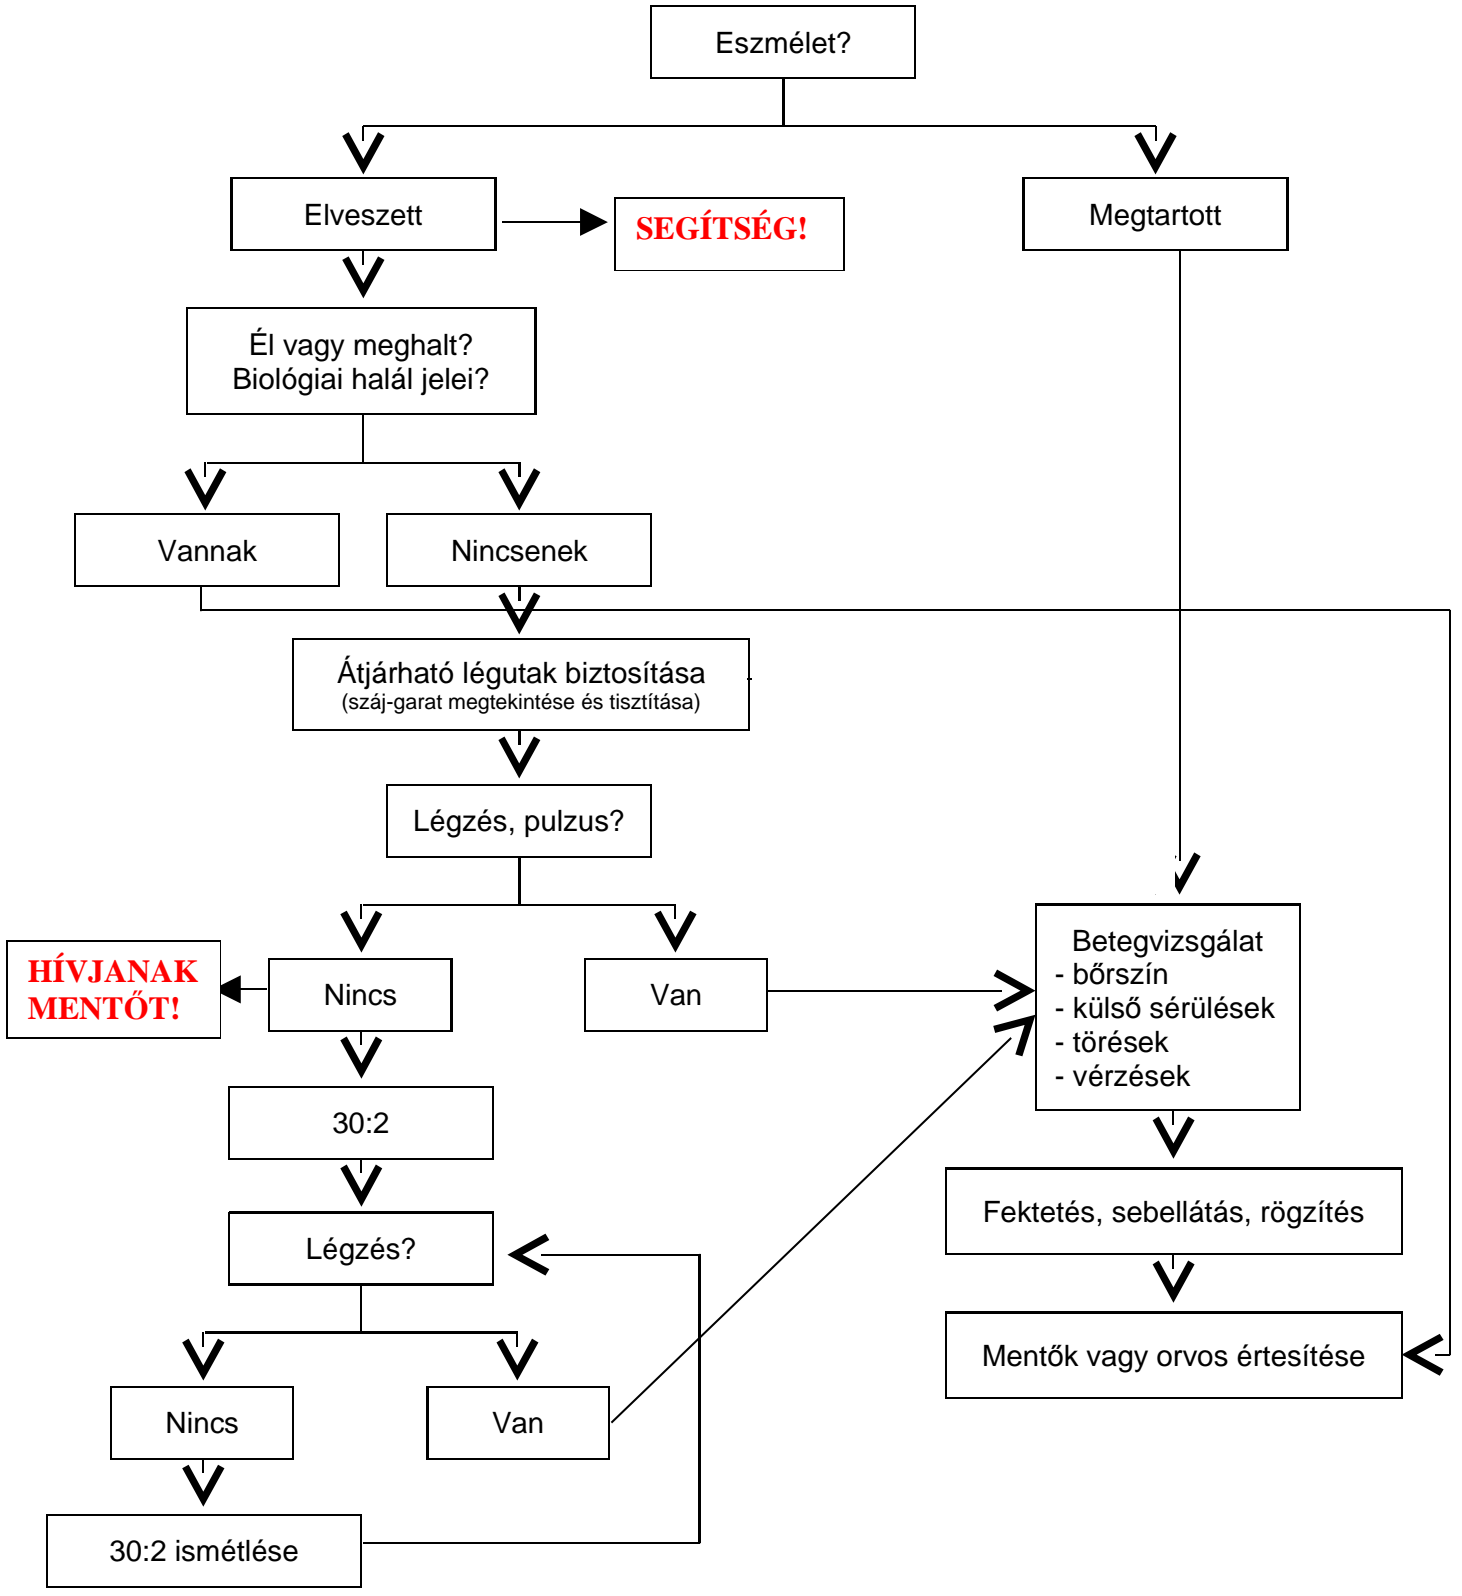 Eszmélet?
Elveszett
SEGÍTSÉG!
Megtartott
Él vagy meghalt?
Biológiai halál jelei?
Vannak
Nincsenek
Átjárható légutak biztosítása
(száj-garat megtekintése és tisztítása)
Légzés, pulzus?
HÍVJANAK
MENTŐT!
Nincs
Van
Betegvizsgálat
- bőrszín
- külső sérülések
- törések
- vérzések
30:2
Fektetés, sebellátás, rögzítés
Légzés?
Mentők vagy orvos értesítése
Nincs
Van
30:2 ismétlése